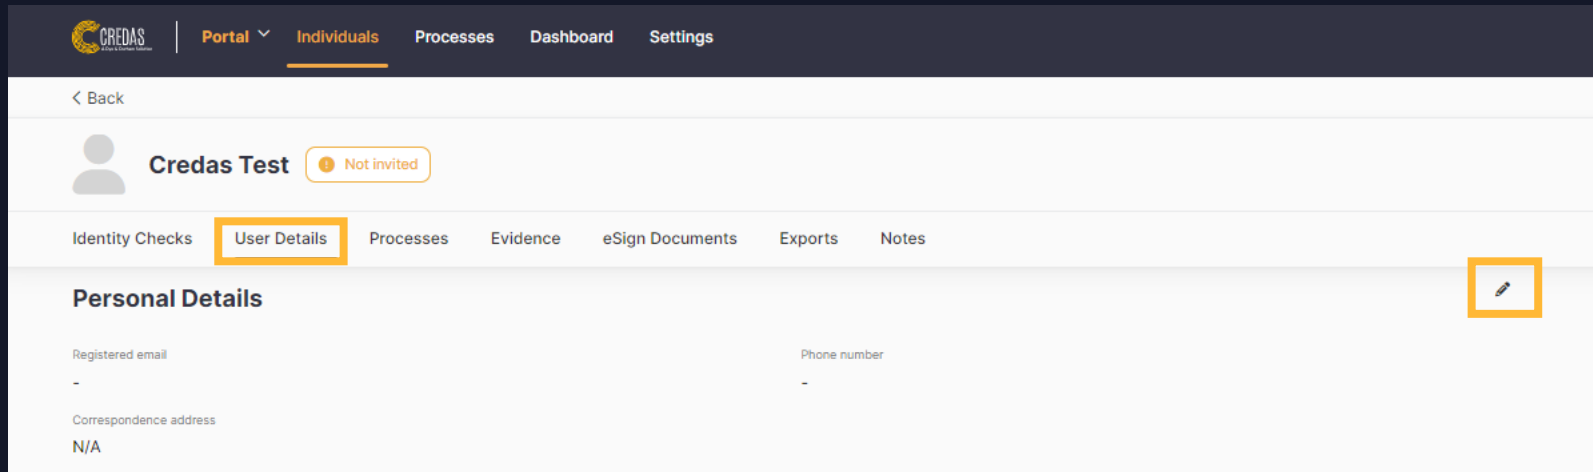 CREDAS
Portal Individuals Processes Dashboard Settings
Back
Credas Test Not invited
Identity Checks User Details Processes Evidence eSign Documents Exports Notes
Personal Details
Registered email Phone number
- -
Correspondence address
N/A